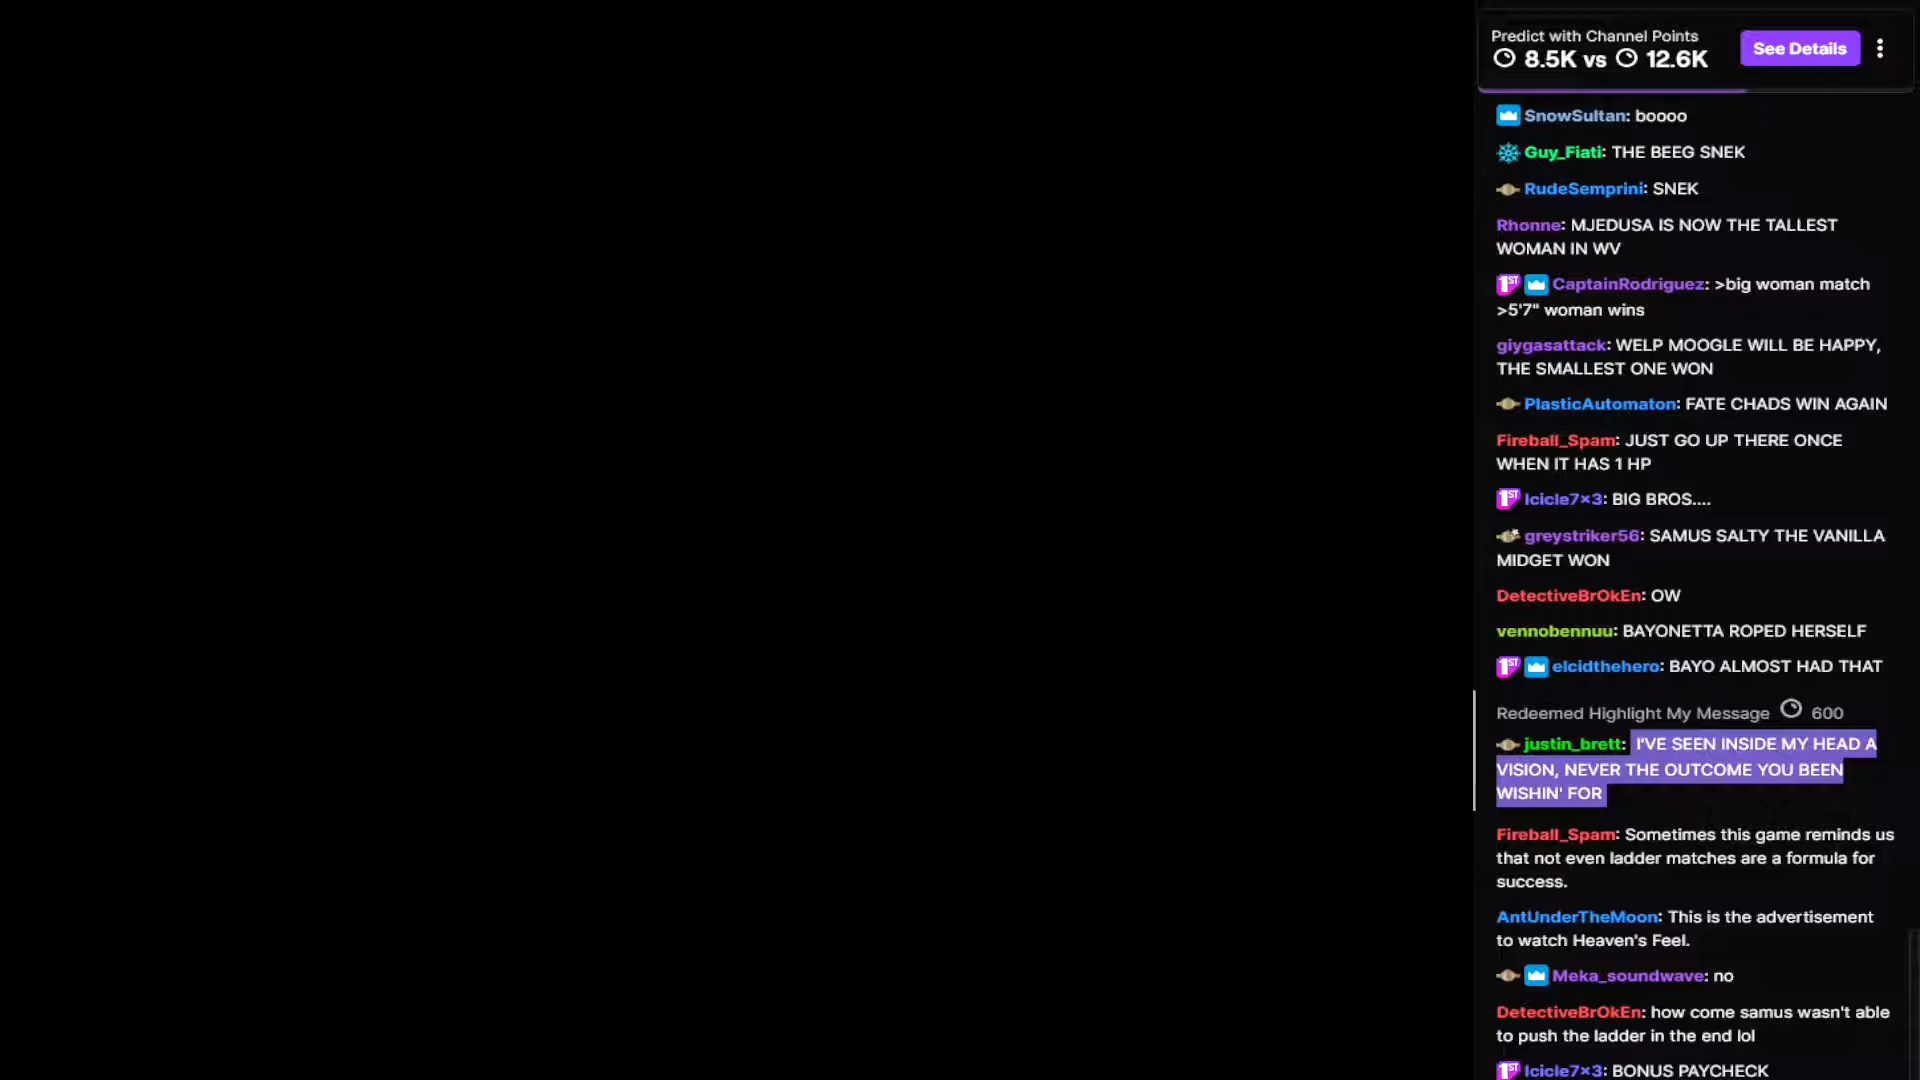 Predict with Channel Points
8.5K vs 12.6K
See Details
SnowSultan: boooo
Guy_Fiati: THE BEEG SNEK
RudeSemprini: SNEK
Rhonne: MJEDUSA IS NOW THE TALLEST
WOMAN IN WV
1ST CaptainRodriguez: >big woman match
>5'7" woman wins
giygasattack: WELP MOOGLE WILL BE HAPPY,
THE SMALLEST ONE WON
PlasticAutomaton: FATE CHADS WIN AGAIN
Fireball_Spam: JUST GO UP THERE ONCE
WHEN IT HAS 1 HP
1ST Icicle7x3: BIG BROS....
greystriker56: SAMUS SALTY THE VANILLA
MIDGET WON
DetectiveBrOkEn: OW
vennobennuu: BAYONETTA ROPED HERSELF
1ST elcidthehero: BAYO ALMOST HAD THAT
Redeemed Highlight My Message 600
justin_brett: I'VE SEEN INSIDE MY HEAD A
VISION, NEVER THE OUTCOME YOU BEEN
WISHIN' FOR
Fireball_Spam: Sometimes this game reminds us
that not even ladder matches are a formula for
success.
AntUnderTheMoon: This is the advertisement
to watch Heaven's Feel.
Meka_soundwave: no
DetectiveBrOkEn: how come samus wasn't able
to push the ladder in the end lol
1ST Icicle7x3: BONUS PAYCHECK